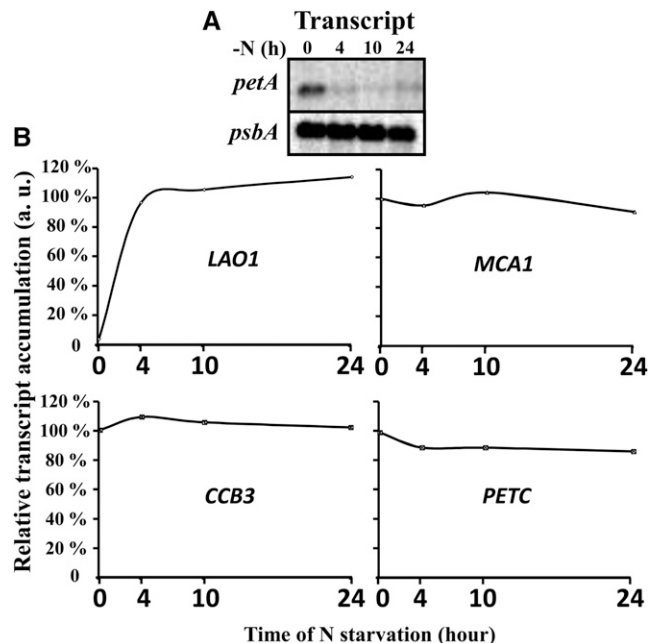 A
Transcript
-N (h) 0 4 10 24
petA
psbA
B
Relative transcript accumulation (a. u.)
120 %
100 %
80 %
60 %
40 %
20 %
0
LAO1
0 4 10 24
MCA1
0 4 10 24
120 %
100 %
80 %
60 %
40 %
20 %
0
CCB3
0 4 10 24
PETC
0 4 10 24
Time of N starvation (hour)